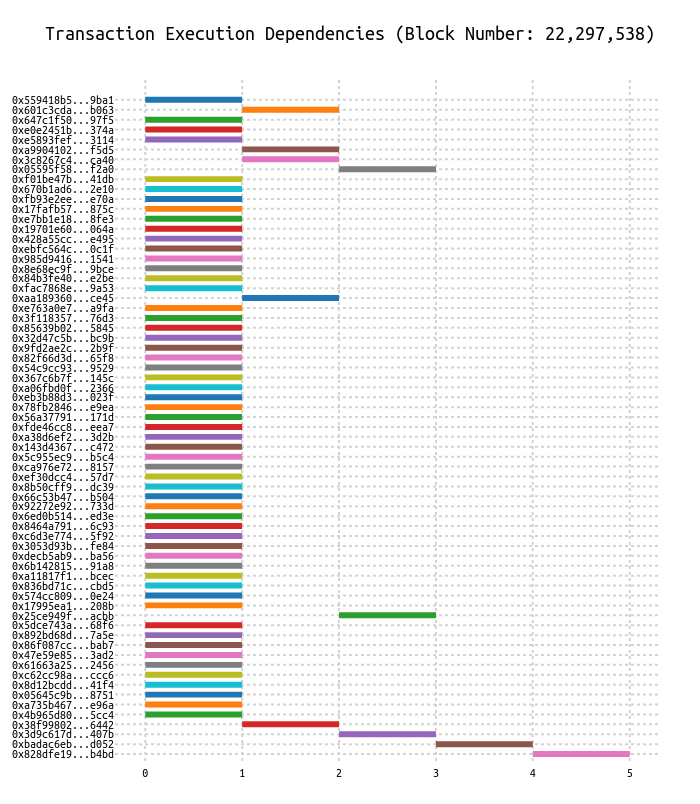 Transaction Execution Dependencies (Block Number: 22,297,538)
0x559418b5...9ba1
0x601c3cda...b063
0x647c1f50...97f5
0xe0e2451b...374a
0xe5893fef...3114
0xa9904102...f5d5
0x3c8267c4...ca40
0x05595f58...f2a0
0xf01be47b...41db
0x670b1ad6...2e10
0xfb93e2ee...e70a
0x17fafb57...875c
0xe7bb1e18...8fe3
0x19701e60...064a
0x428a55cc...e495
0xebfc564c...0c1f
0x985d9416...1541
0x8e68ec9f...9bce
0x84b3fe40...e2be
0xfac7868e...9a53
0xaa189360...ce45
0xe763a0e7...a9fa
0x3f118357...76d3
0x85639b02...5845
0x32d47c5b...bc9b
0x9fd2ae2c...2b9f
0x82f66d3d...65f8
0x54c9cc93...9529
0x367c6b7f...145c
0xa06fbd0f...2366
0xeb3b88d3...023f
0x78fb2846...e9ea
0x56a37791...171d
0xfde46cc8...eea7
0xa38d6ef2...3d2b
0x143d4367...c472
0x5c955ec9...b5c4
0xca976e72...8157
0xef30dcc4...57d7
0x8b50cff9...dc39
0x66c53b47...b504
0x92272e92...733d
0x6ed0b514...ed3e
0x8464a791...6c93
0xc6d3e774...5f92
0x3053d93b...fe84
0xdecb5ab9...ba56
0x6b142815...91a8
0xa11817f1...bcec
0x836bd71c...cbd5
0x574cc809...0e24
0x17995ea1...208b
0x25ce949f...acbb
0x5dce743a...68f6
0x892bd68d...7a5e
0x86f087cc...bab7
0x47e59e85...3ad2
0x61663a25...2456
0xc62cc98a...ccc6
0x8d12bcdd...41f4
0x05645c9b...8751
0xa735b467...e96a
0x4b965d80...5cc4
0x38f99802...6442
0x3d9c617d...407b
0xbadac6eb...d052
0x828dfe19...b4bd
0 1 2 3 4 5